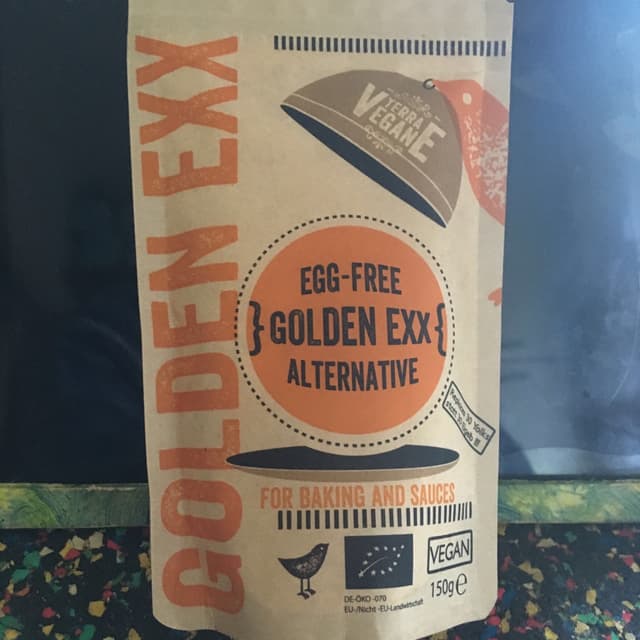 GOLDEN EXX
TERRA
VEGANE
EGG-FREE
{GOLDEN EXX}
ALTERNATIVE
FOR BAKING AND SAUCES
DE-ÖKO-070
EU-/Nicht-EU-Landwirtschaft
VEGAN
150g e